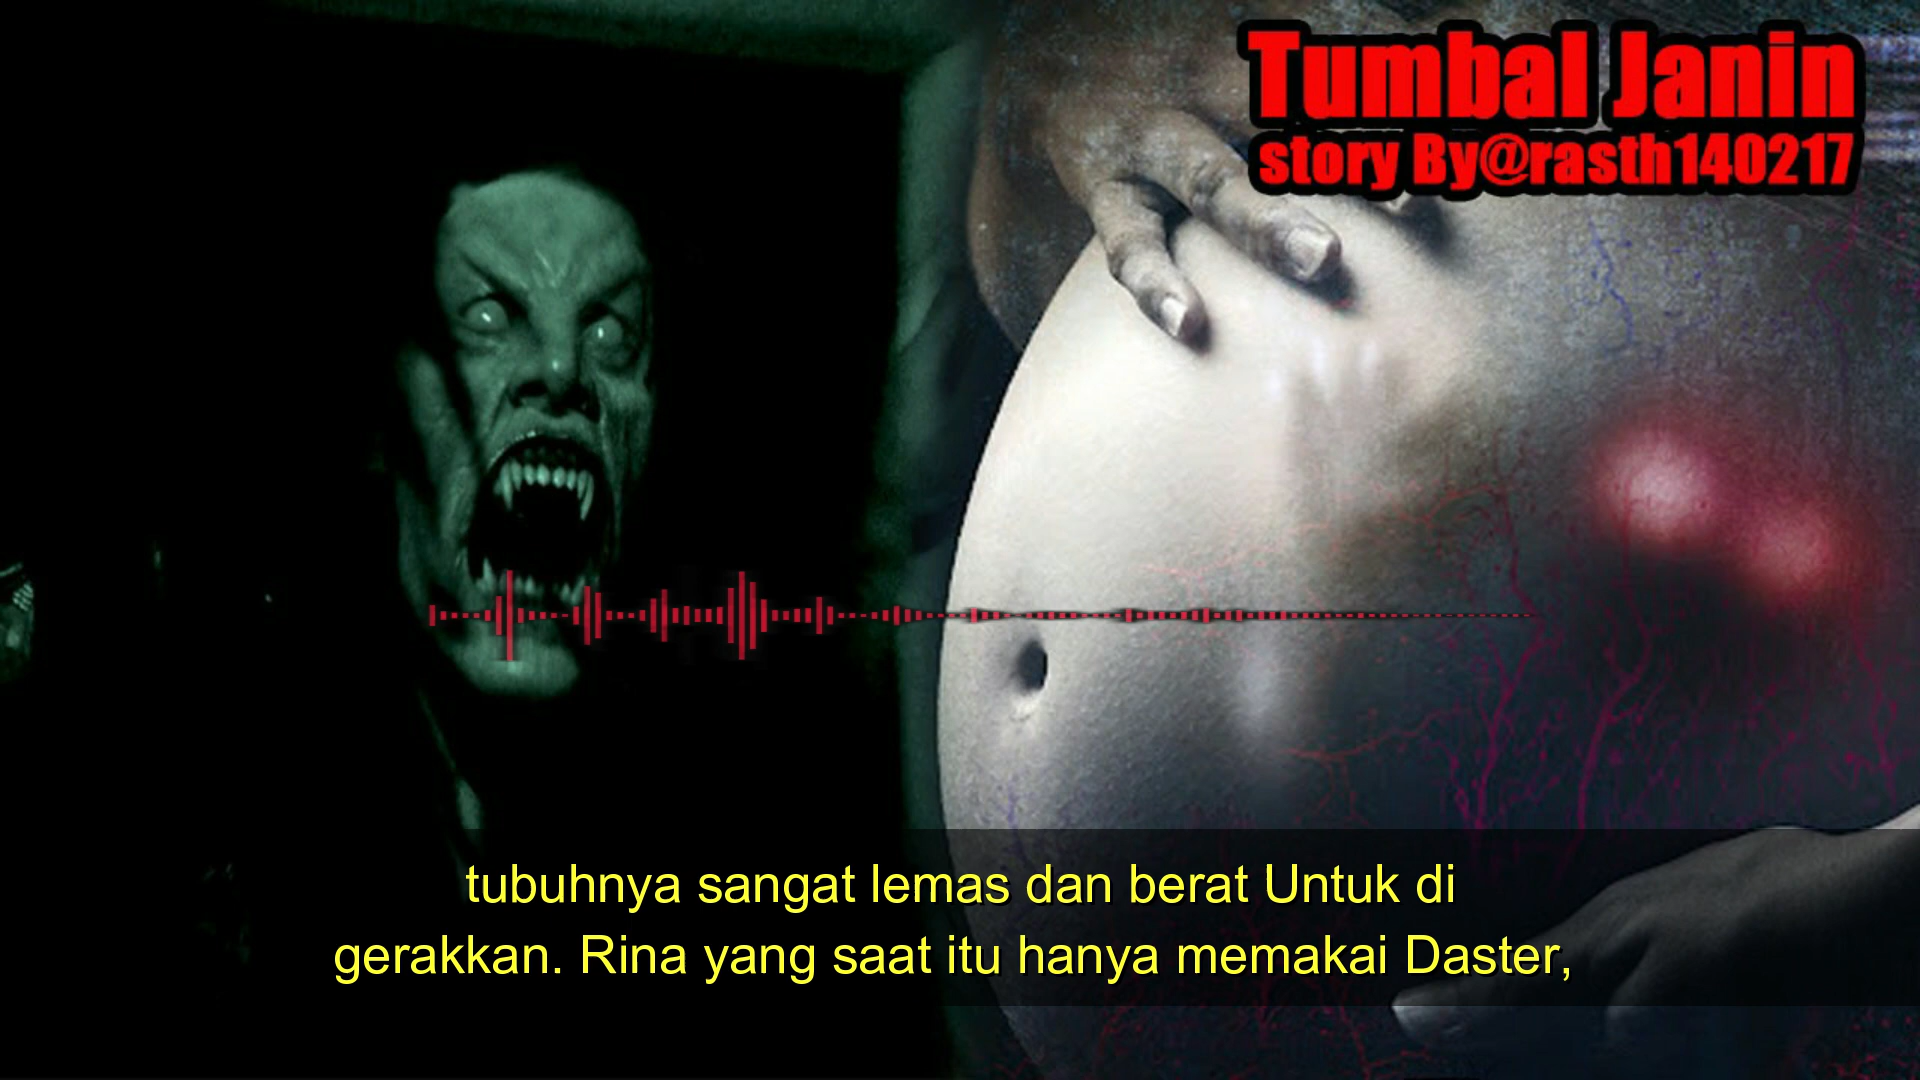 Tumbal Janin
story By@rasth140217
tubuhnya sangat lemas dan berat Untuk di
gerakkan. Rina yang saat itu hanya memakai Daster,